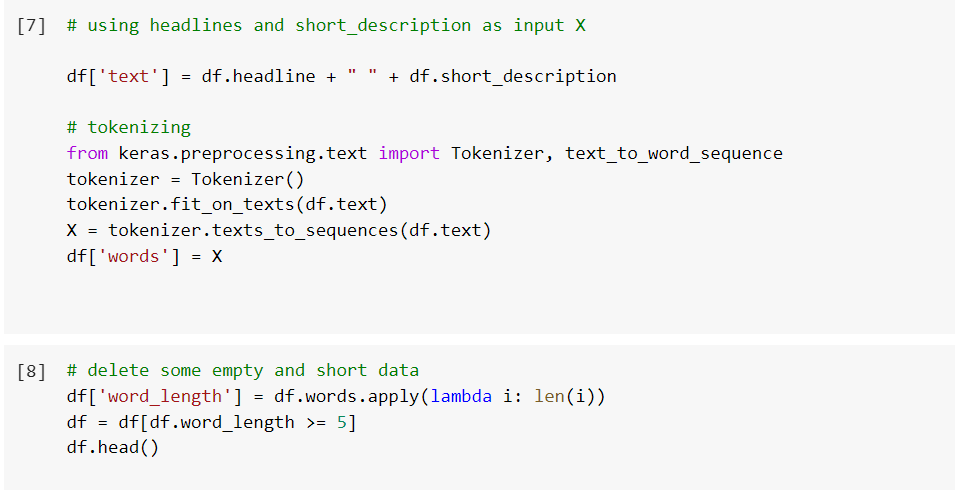 [7] # using headlines and short_description as input X
df['text'] = df.headline + " " + df.short_description
# tokenizing
from keras.preprocessing.text import Tokenizer, text_to_word_sequence
tokenizer = Tokenizer()
tokenizer.fit_on_texts(df.text)
X = tokenizer.texts_to_sequences(df.text)
df['words'] = X
[8] # delete some empty and short data
df['word_length'] = df.words.apply(lambda i: len(i))
df = df[df.word_length >= 5]
df.head()